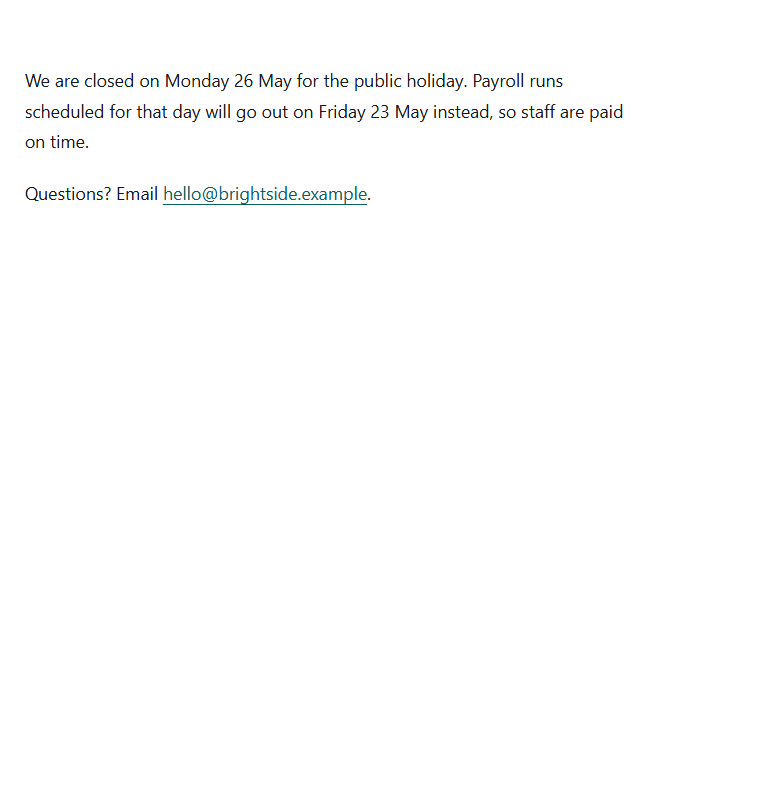 We are closed on Monday 26 May for the public holiday. Payroll runs
scheduled for that day will go out on Friday 23 May instead, so staff are paid
on time.
Questions? Email hello@brightside.example.